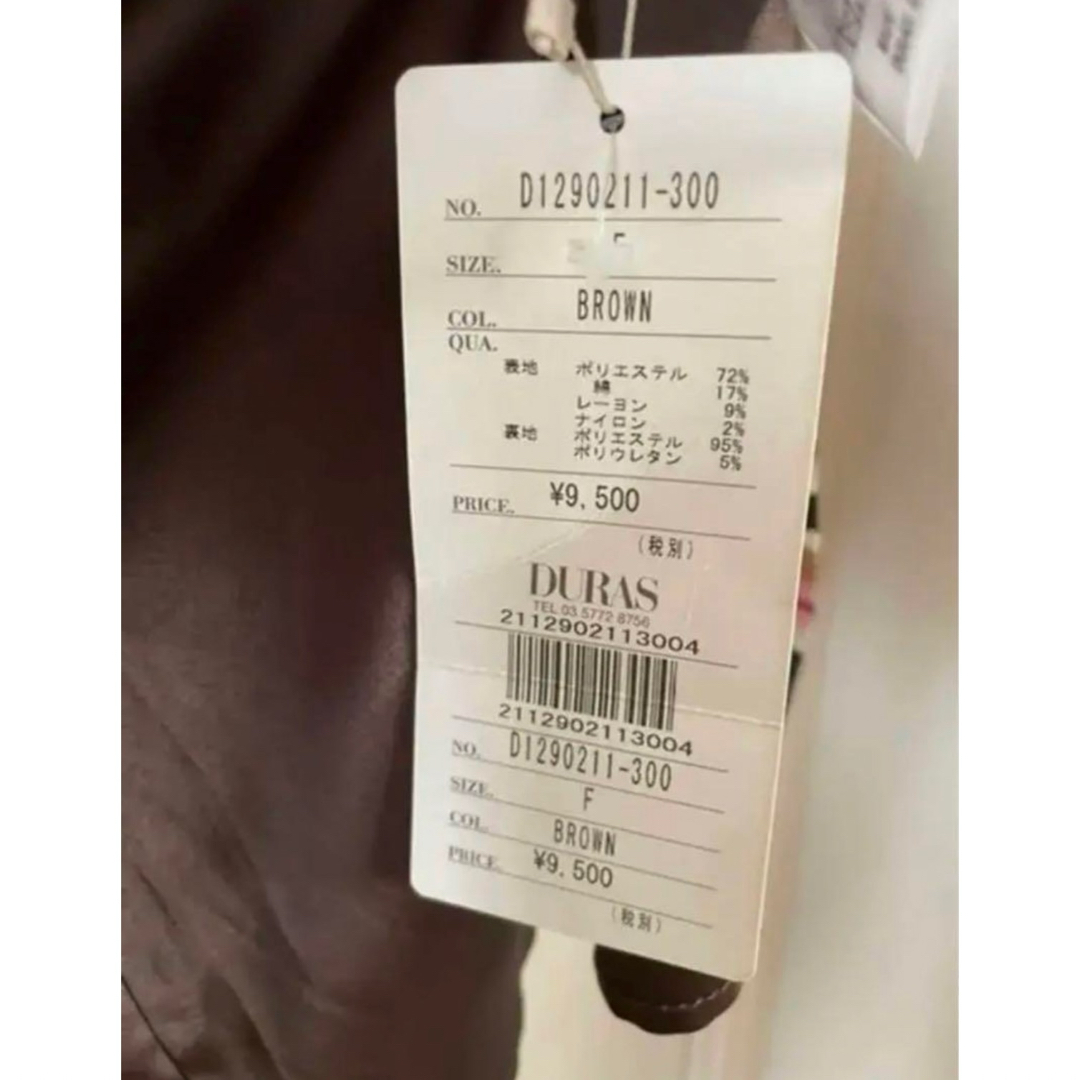 NO. D1290211-300
SIZE. F
COL. BROWN
QUA.
表地 ポリエステル 72%
綿 17%
レーヨン 9%
ナイロン 2%
裏地 ポリエステル 95%
ポリウレタン 5%
PRICE. ¥9,500
(税別)
DURAS
TEL 03 5772 8756
2112902113004
2112902113004
NO. D1290211-300
SIZE. F
COL. BROWN
PRICE. ¥9,500
(税別)